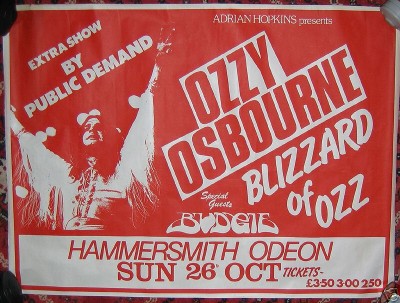 ADRIAN HOPKINS presents
EXTRA SHOW
BY
PUBLIC DEMAND
OZZY
OSBOURNE
BLIZZARD
of OZZ
Special
Guests
BUDGIE
HAMMERSMITH ODEON
SUN 26 OCT TICKETS-
£3·50 3·00 2·50